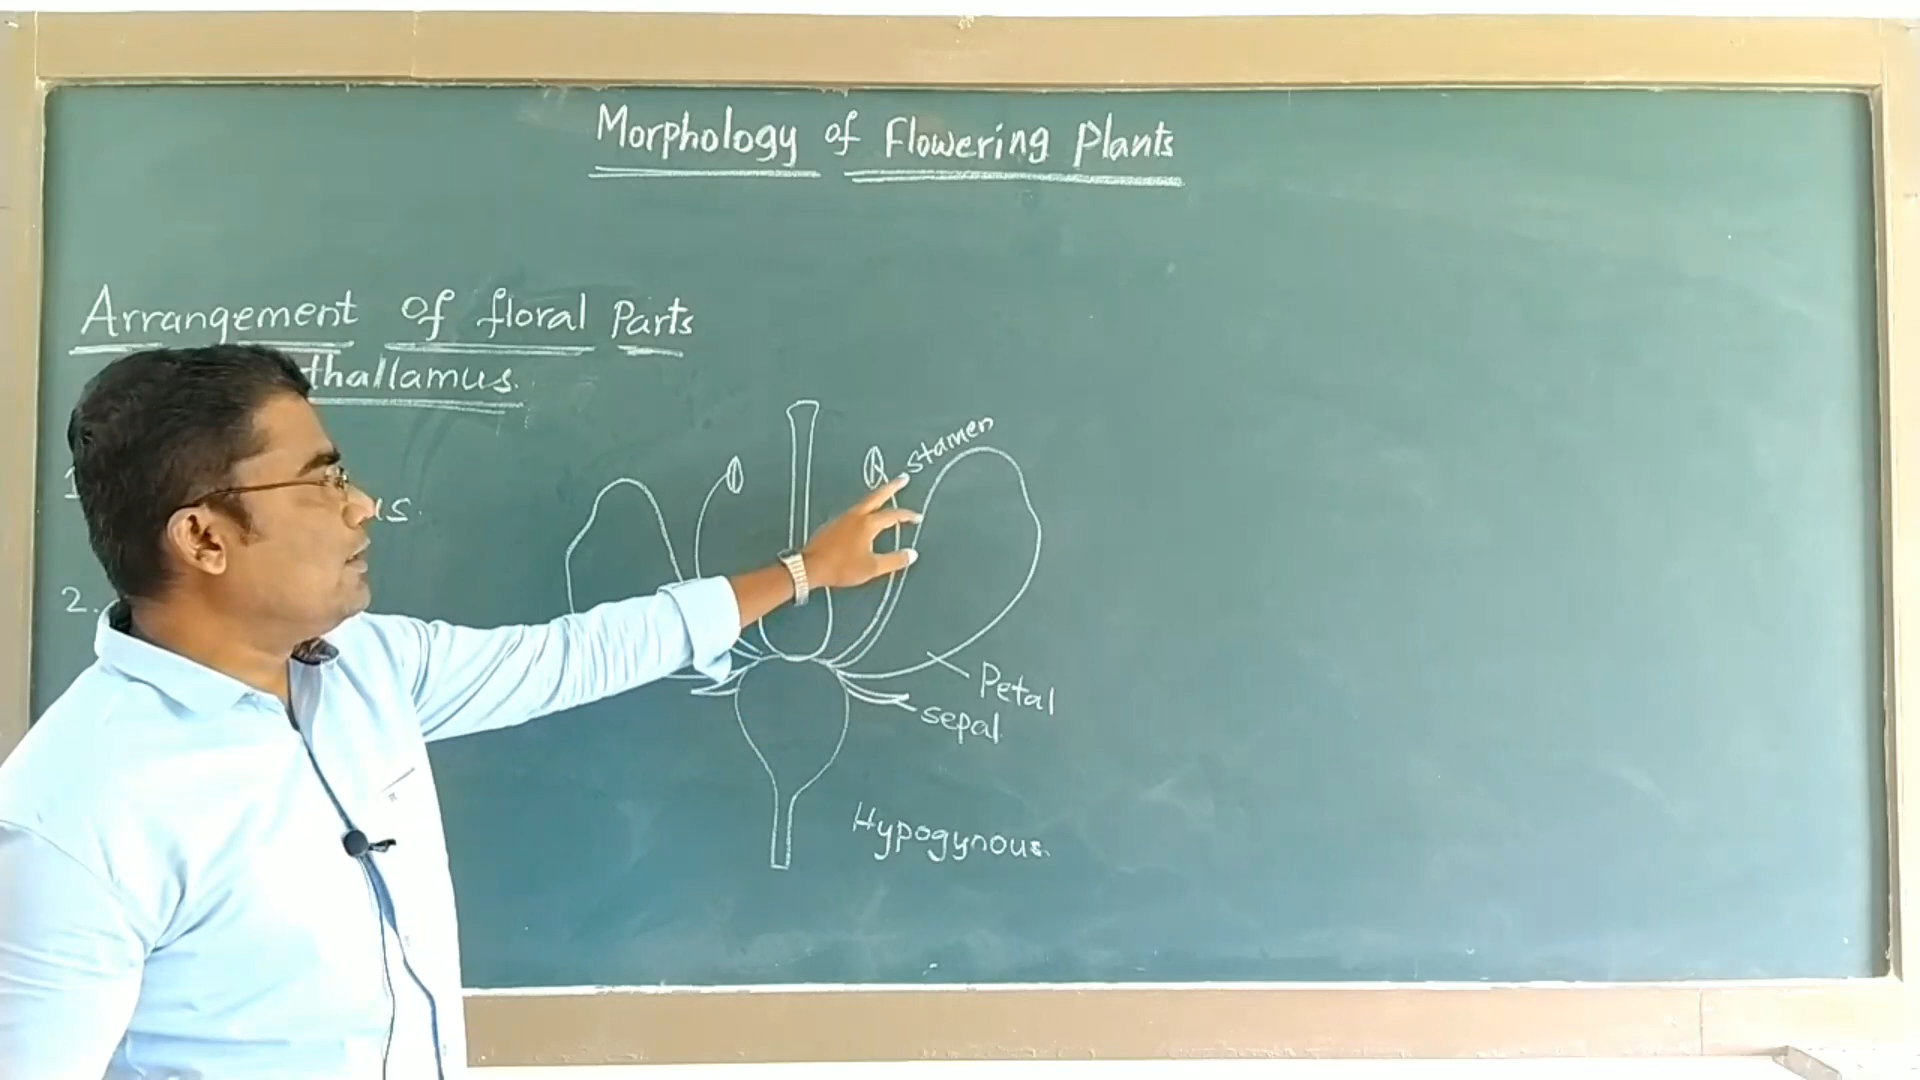 Morphology of Flowering Plants
Arrangement of floral Parts
thallamus.
2.
stamen
Petal
sepal
Hypogynous.